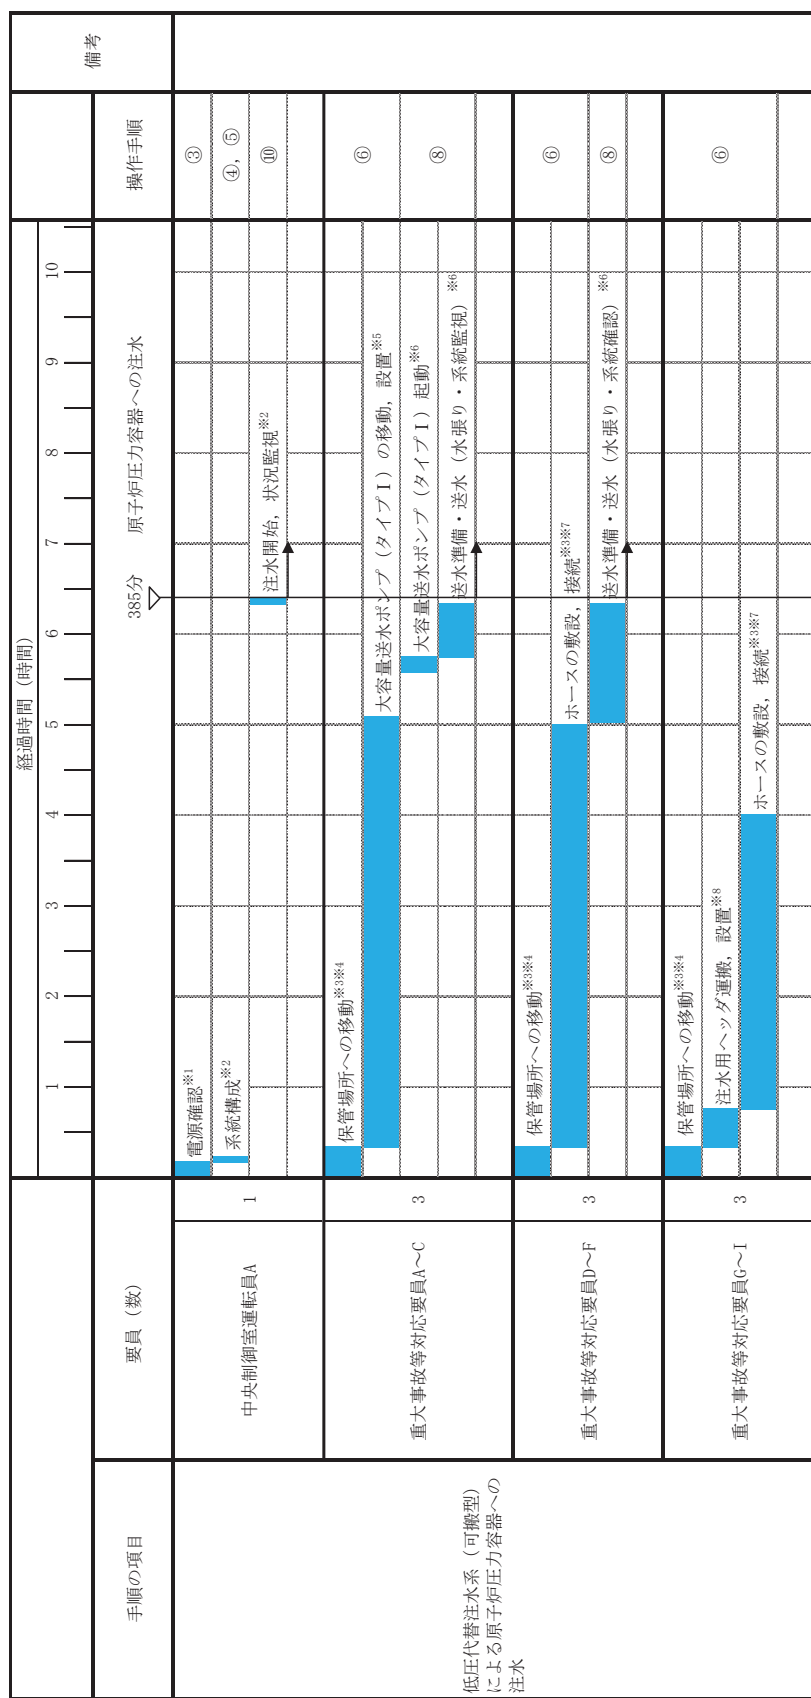 経過時間（時間）
備考
1 2 3 4 5 6 7 8 9 10
手順の項目
要員（数）
385分
原子炉圧力容器への注水
操作手順
低圧代替注水系（可搬型）
による原子炉圧力容器への
注水
中央制御室運転員A
1
電源確認※1
③
系統構成※2
④，⑤
注水開始，状況監視※2
⑩
重大事故等対応要員A～C
3
保管場所への移動※3※4
⑥
大容量送水ポンプ（タイプⅠ）の移動，設置※5
大容量送水ポンプ（タイプⅠ）起動※6
⑧
送水準備・送水（水張り・系統監視）※6
重大事故等対応要員D～F
3
保管場所への移動※3※4
⑥
ホースの敷設，接続※3※7
送水準備・送水（水張り・系統確認）※6
⑧
重大事故等対応要員G～I
3
保管場所への移動※3※4
⑥
注水用ヘッダ運搬，設置※8
ホースの敷設，接続※3※7